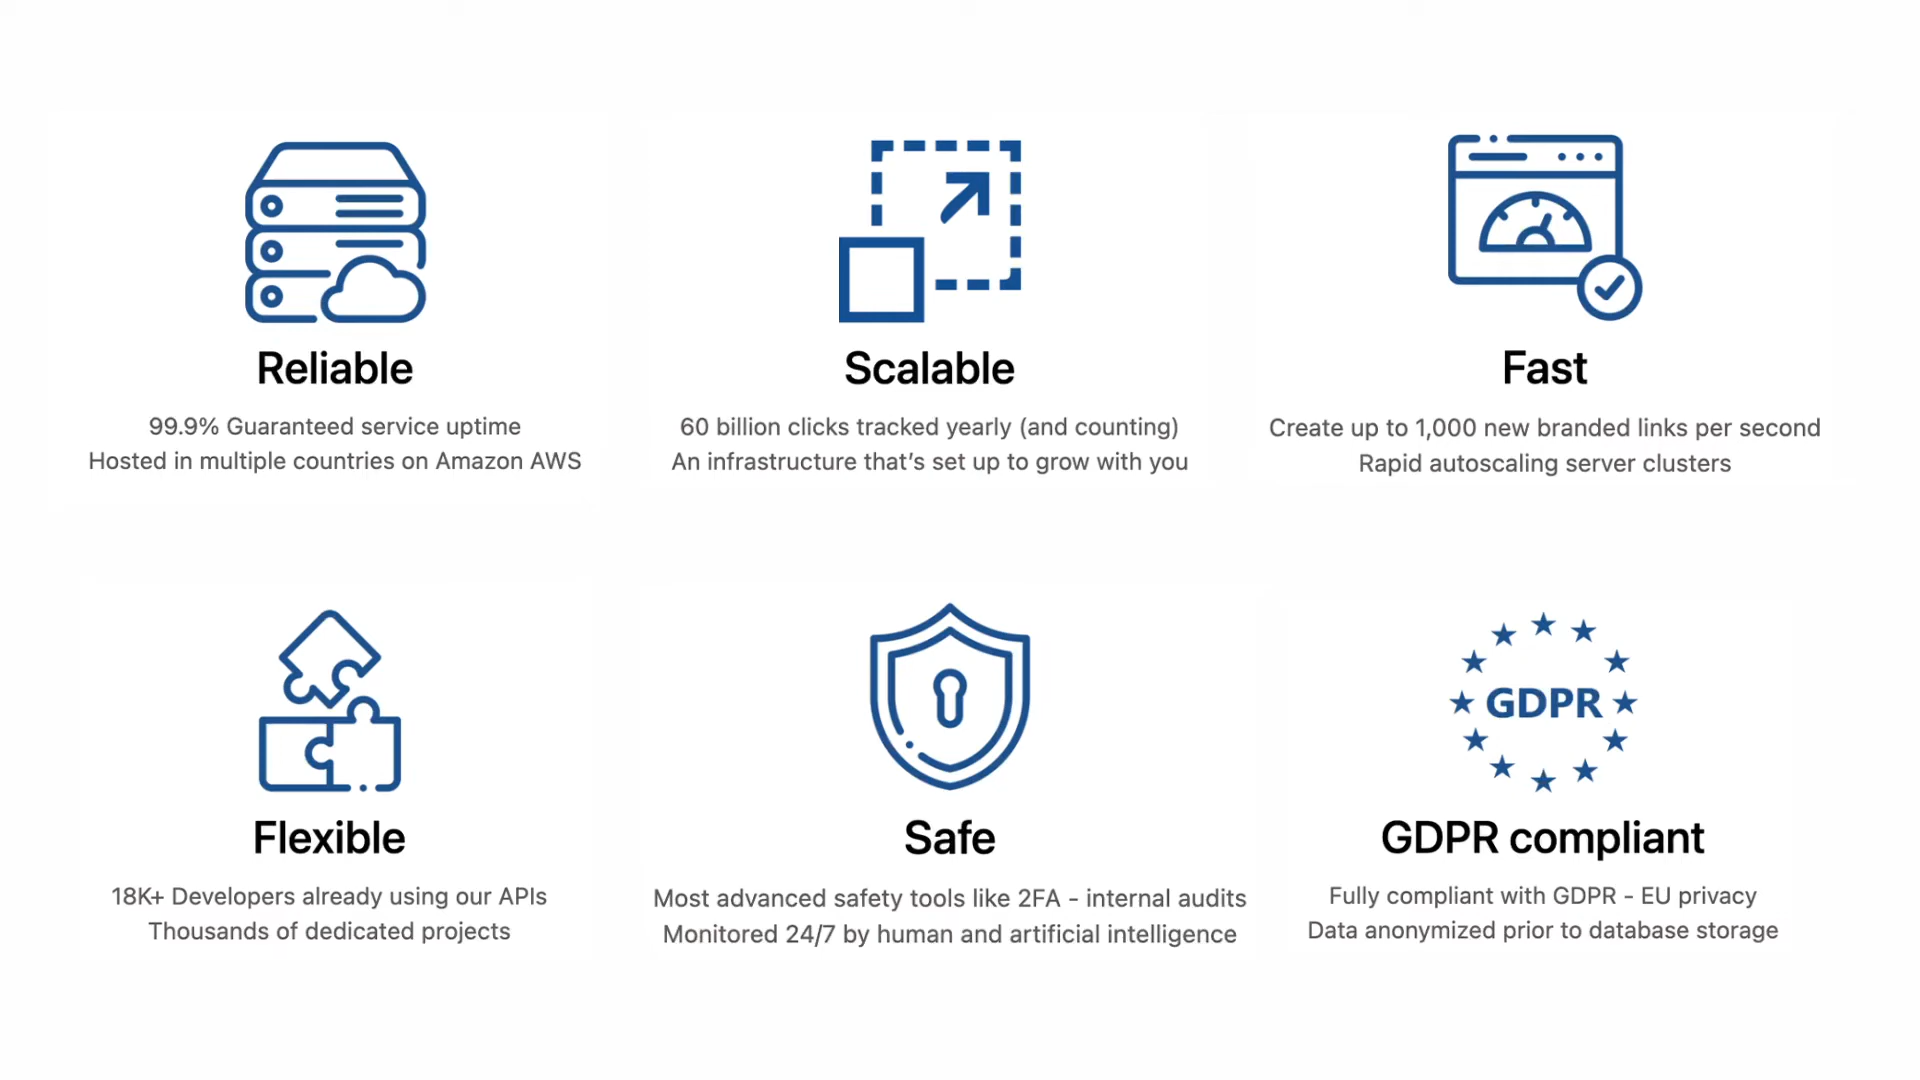 Reliable
99.9% Guaranteed service uptime
Hosted in multiple countries on Amazon AWS
Scalable
60 billion clicks tracked yearly (and counting)
An infrastructure that's set up to grow with you
Fast
Create up to 1,000 new branded links per second
Rapid autoscaling server clusters
Flexible
18K+ Developers already using our APIs
Thousands of dedicated projects
Safe
Most advanced safety tools like 2FA - internal audits
Monitored 24/7 by human and artificial intelligence
GDPR
GDPR compliant
Fully compliant with GDPR - EU privacy
Data anonymized prior to database storage